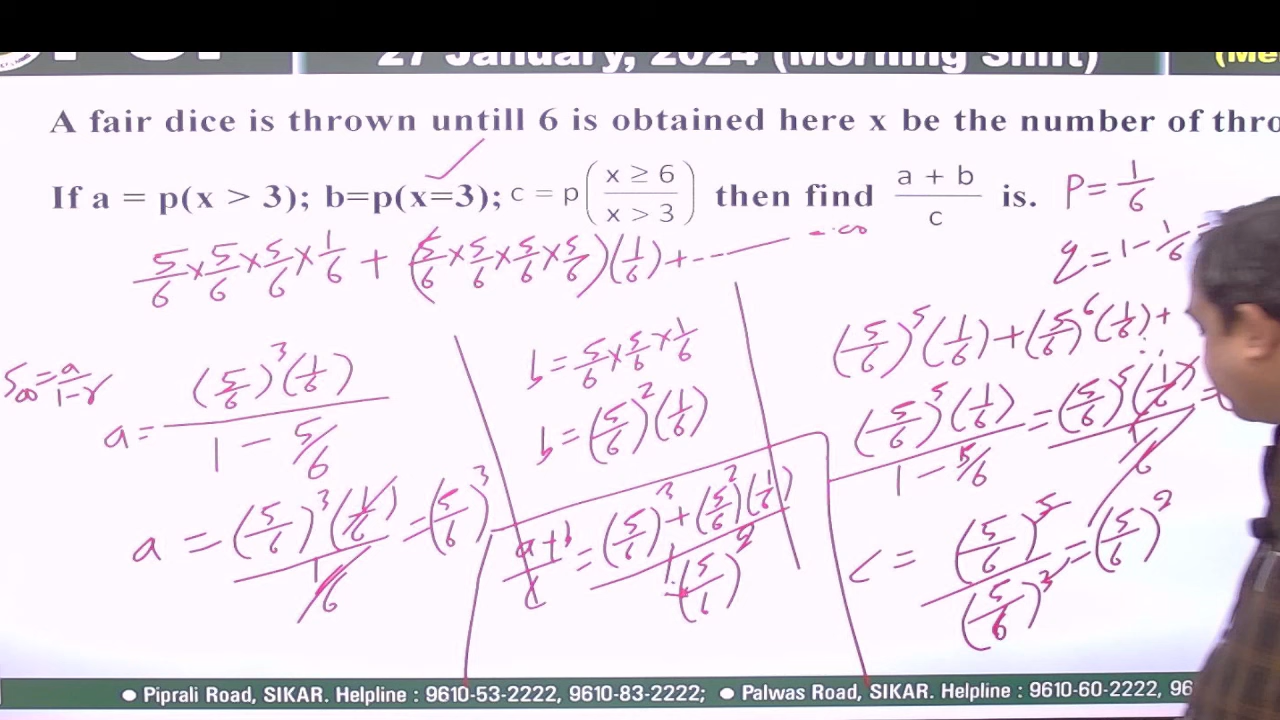 27 January, 2024 (Morning Shift) (Me
A fair dice is thrown untill 6 is obtained here x be the number of thro
If a = p(x > 3); b=p(x=3); c = p(x ≥ 6 / x > 3) then find a + b / c is. P = 1/6
q = 1 - 1/6 =
5/6 × 5/6 × 5/6 × 1/6 + (5/6 × 5/6 × 5/6 × 5/6)(1/6) + ------- - - ∞
S∞ = a/1-r
a = (5/6)³(1/6) / 1 - 5/6
a = (5/6)³(1/6) / 1/6 = (5/6)³
b = 5/6 × 5/6 × 1/6
b = (5/6)²(1/6)
a+b/c = (5/6)³ + (5/6)²(1/6) / (5/6)²
(5/6)⁵(1/6) + (5/6)⁶(1/6) +
(5/6)⁵(1/6) / 1 - 5/6 = (5/6)⁵(1/6) / 1/6 =
c = (5/6)⁵ / (5/6)³ = (5/6)²
Piprali Road, SIKAR. Helpline : 9610-53-2222, 9610-83-2222; Palwas Road, SIKAR. Helpline : 9610-60-2222, 96